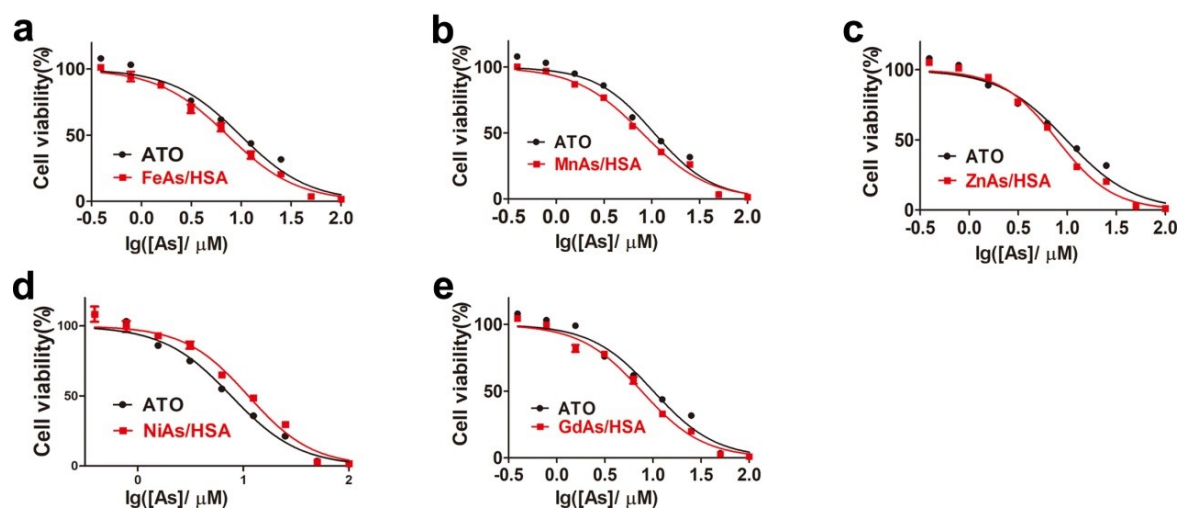 a
Cell viability(%)
100
50
0
ATO
FeAs/HSA
-0.5 0.0 0.5 1.0 1.5 2.0
lg([As]/ μM)
b
Cell viability(%)
100
50
0
ATO
MnAs/HSA
-0.5 0.0 0.5 1.0 1.5 2.0
lg([As]/ μM)
c
Cell viability(%)
100
50
0
ATO
ZnAs/HSA
-0.5 0.0 0.5 1.0 1.5 2.0
lg([As]/ μM)
d
Cell viability(%)
100
50
0
ATO
NiAs/HSA
0 1 2
lg([As]/ μM)
e
Cell viability(%)
100
50
0
ATO
GdAs/HSA
-0.5 0.0 0.5 1.0 1.5 2.0
lg([As]/ μM)